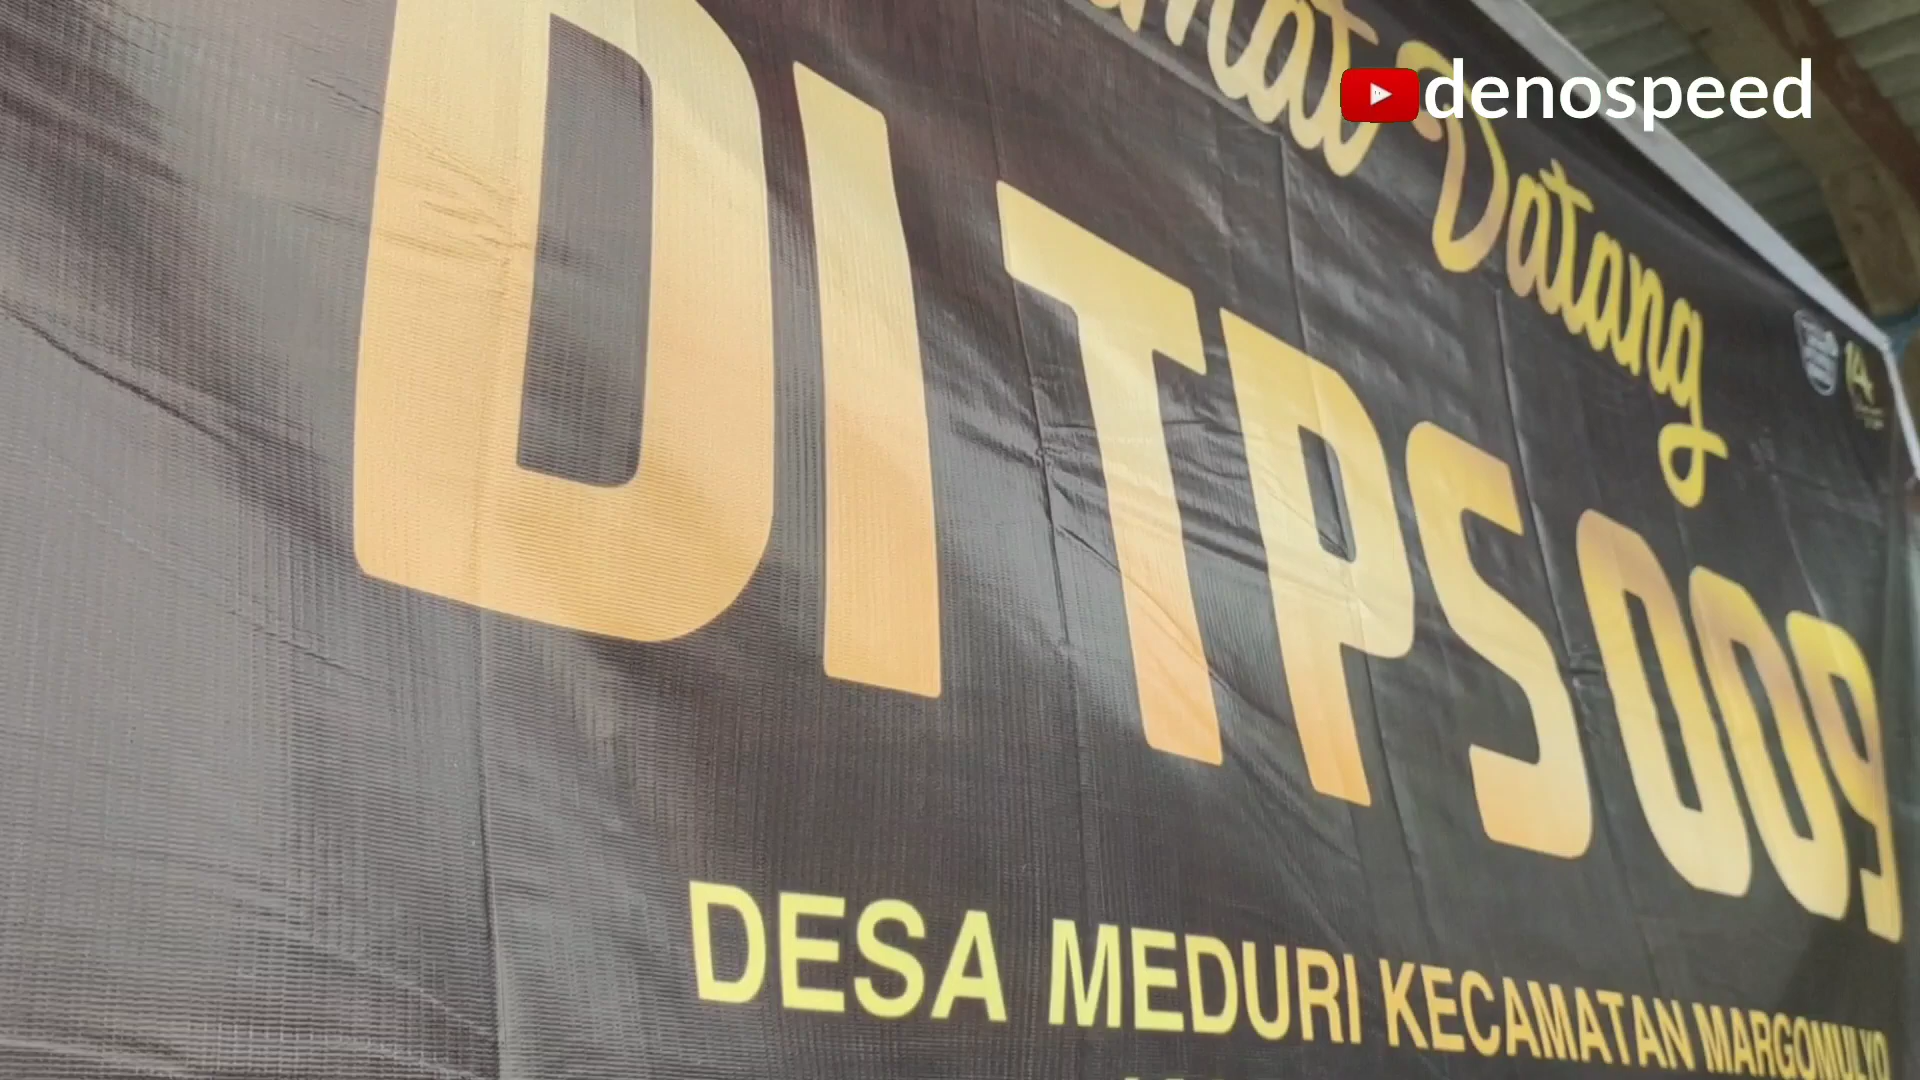 denospeed
Datang
DI TPS 009
DESA MEDURI KECAMATAN MARGOMULYO